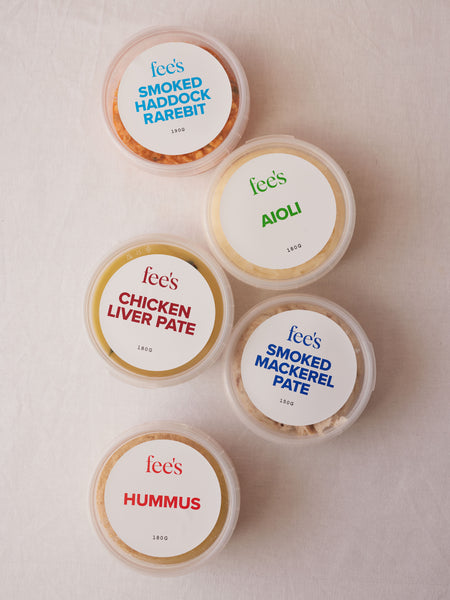 fee's
SMOKED
HADDOCK
RAREBIT
190G
fee's
AIOLI
180G
fee's
CHICKEN
LIVER PATE
180G
fee's
SMOKED
MACKEREL
PATE
150G
fee's
HUMMUS
180G